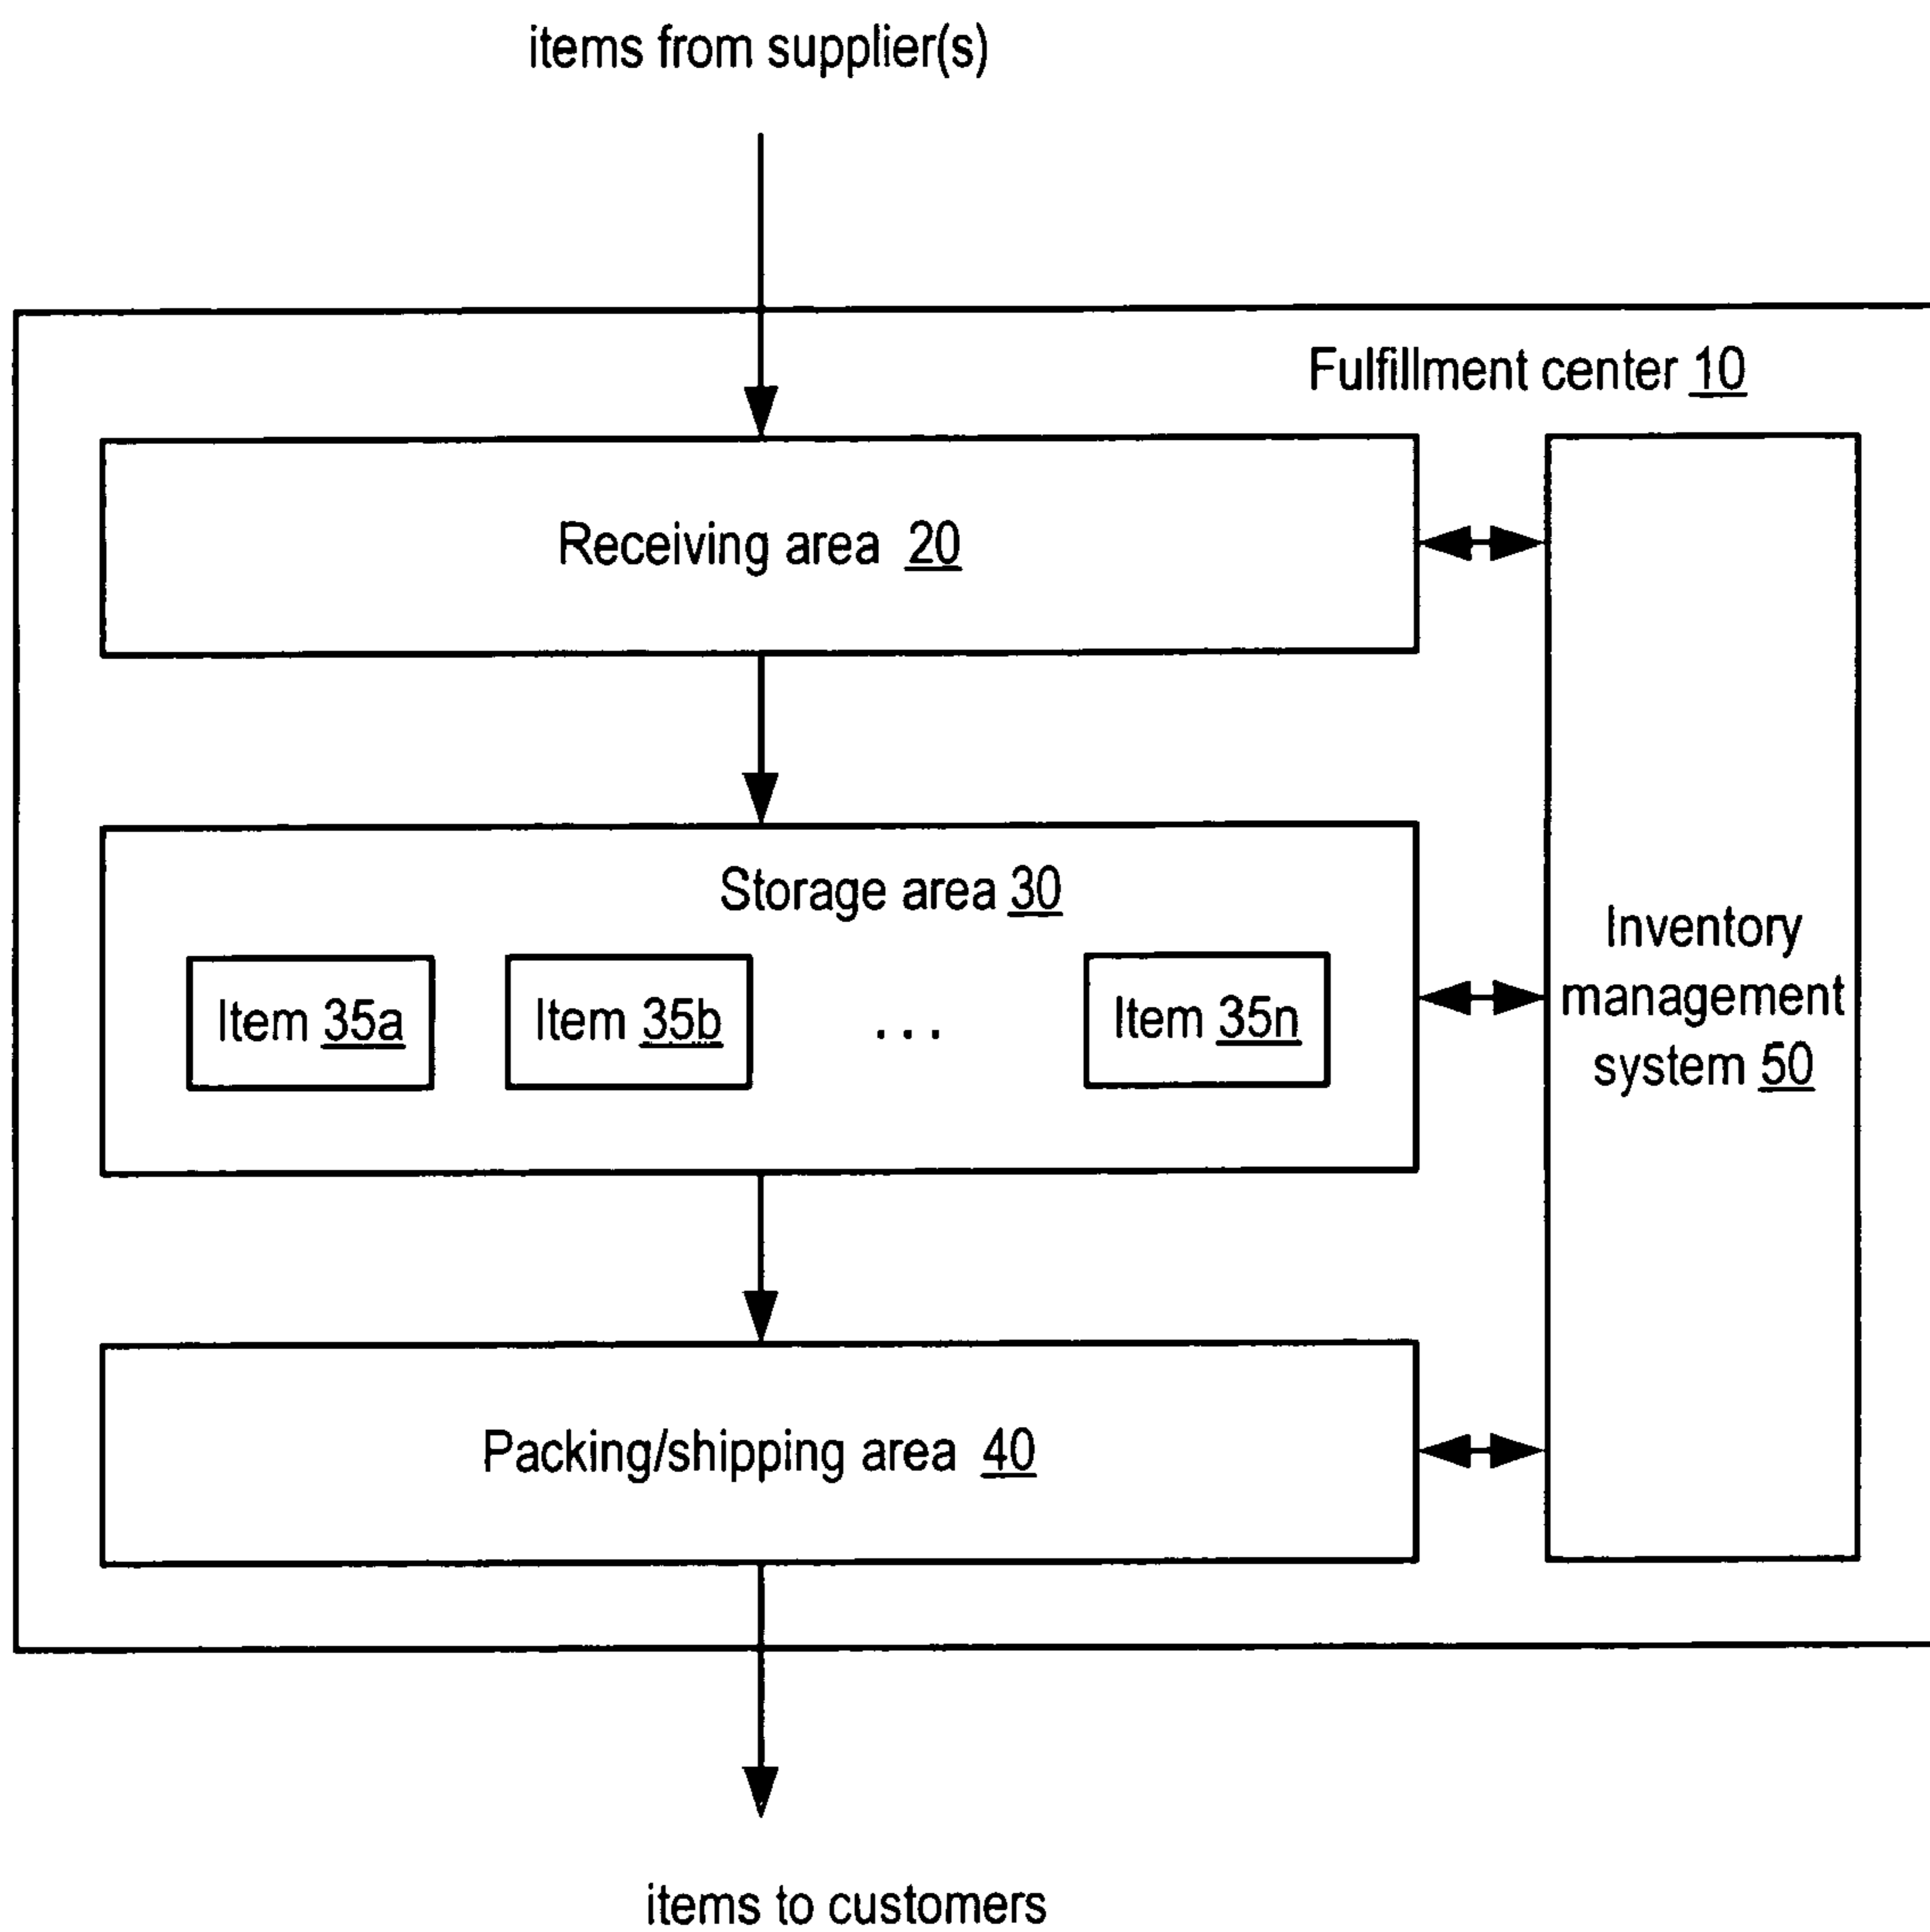 items from supplier(s)
Fulfillment center 10
Receiving area 20
Storage area 30
Item 35a
Item 35b
...
Item 35n
Inventory
management
system 50
Packing/shipping area 40
items to customers